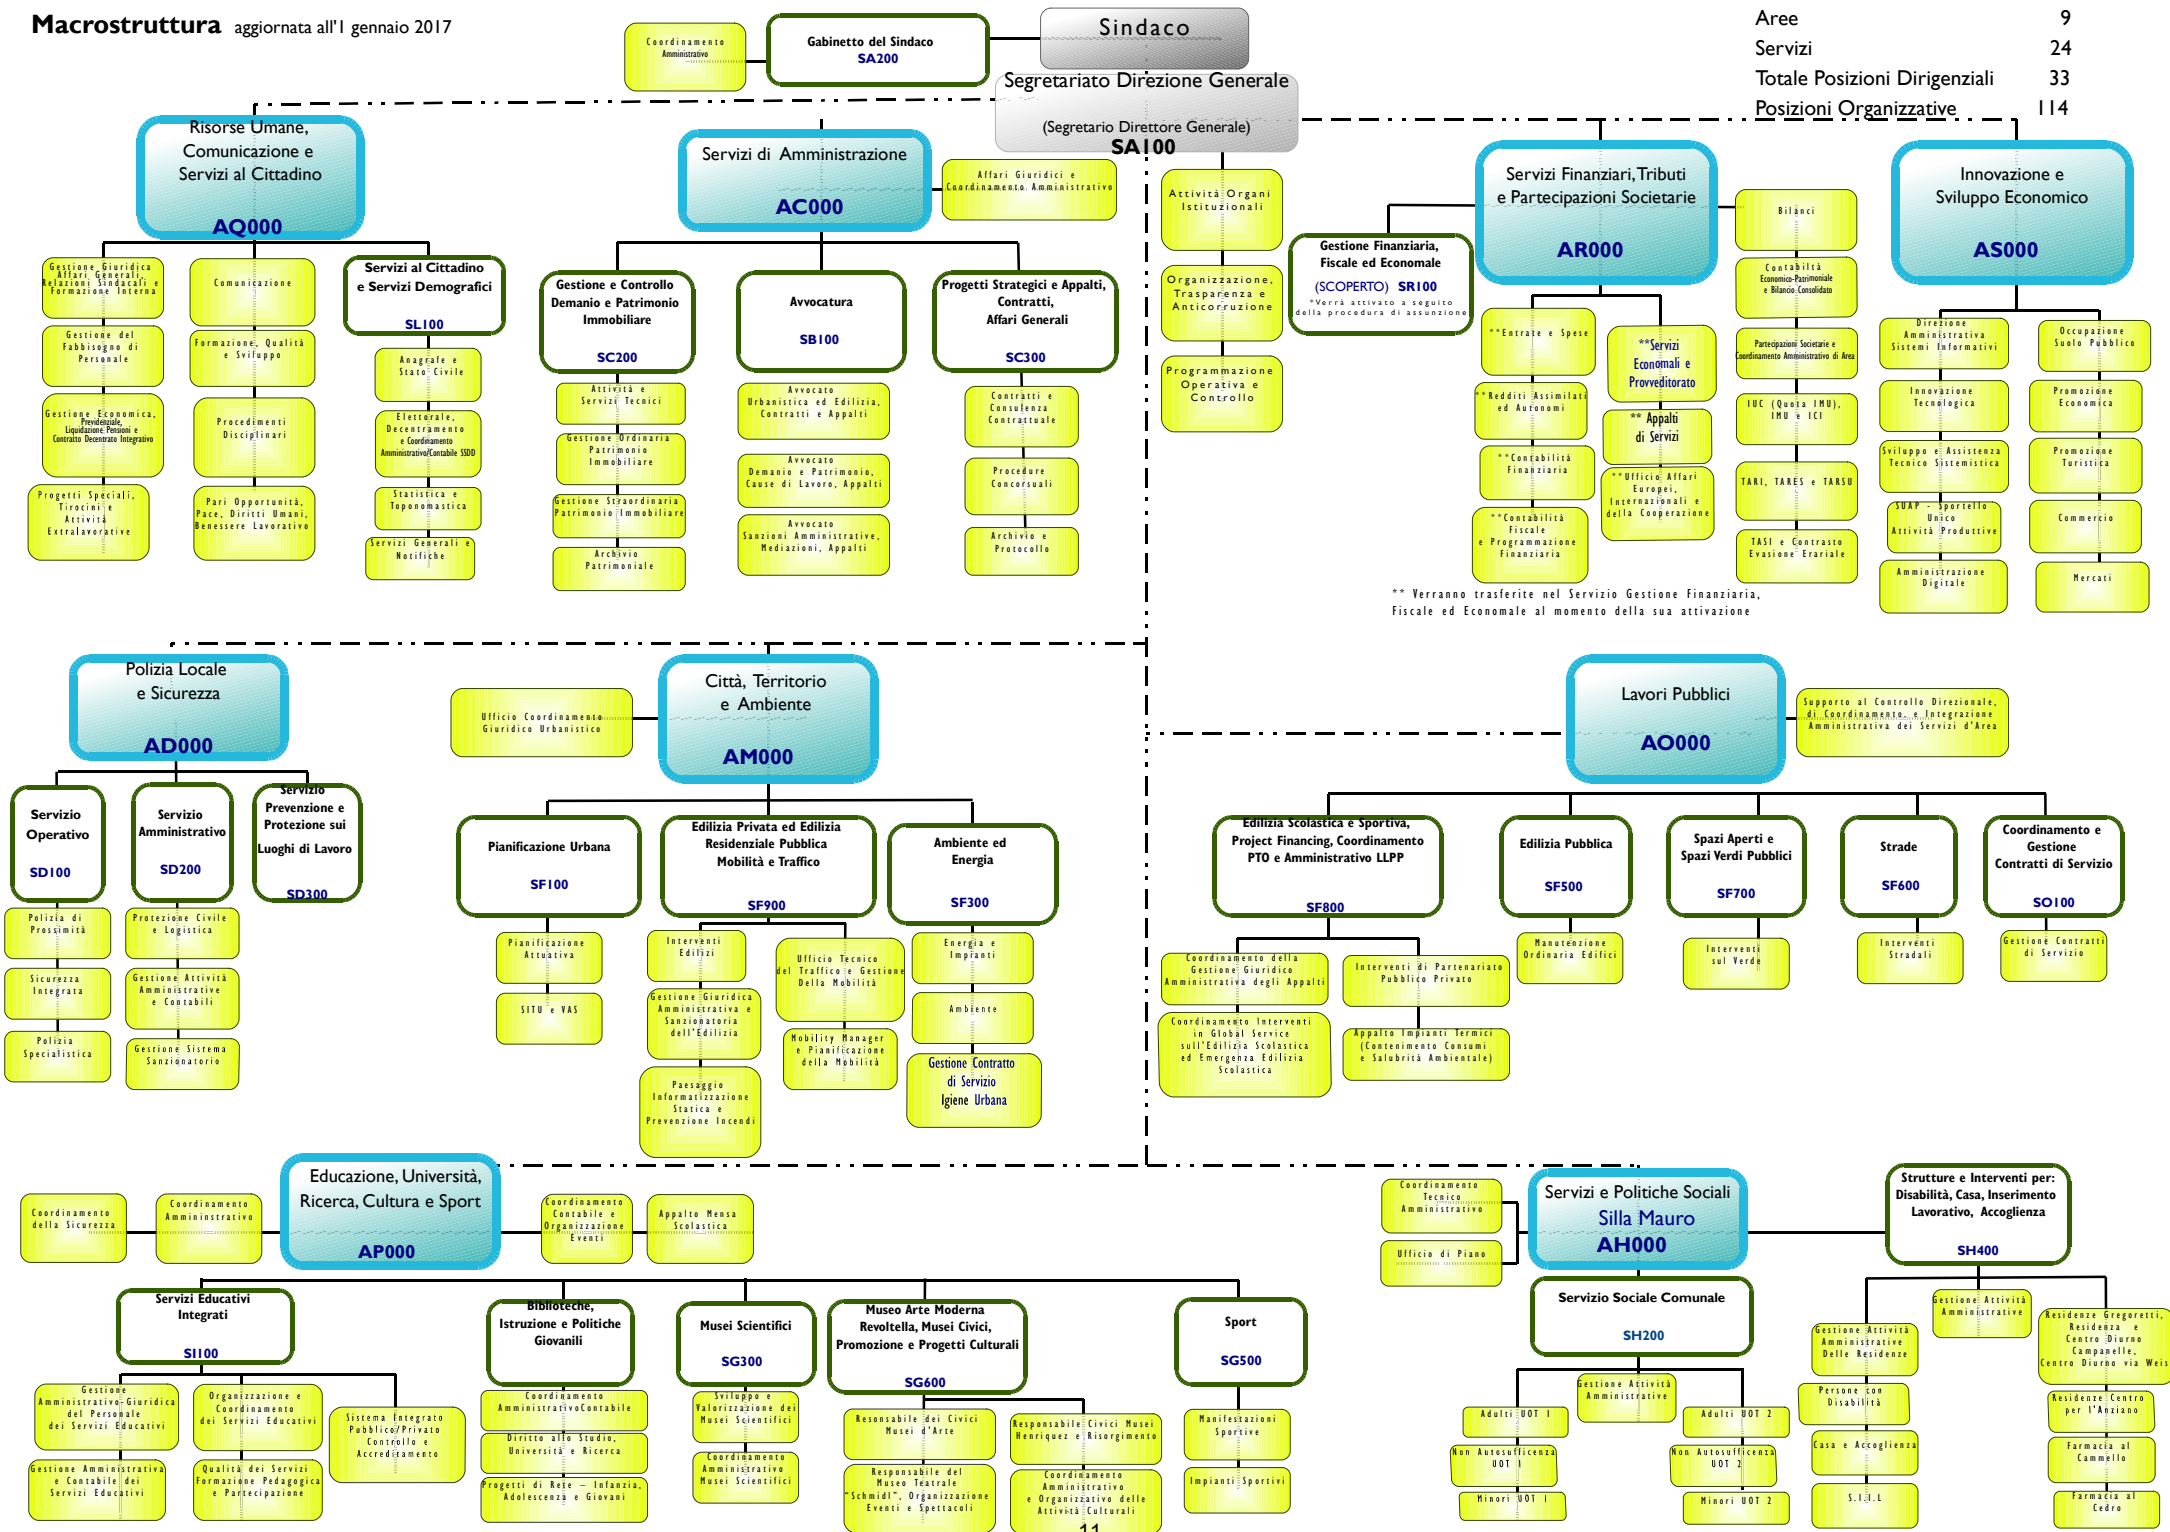 Macrostruttura aggiornata all'1 gennaio 2017
Coordinamento
Amministrativo
Gabinetto del Sindaco
SA200
Sindaco
Segretariato Direzione Generale
(Segretario Direttore Generale)
SA100
Aree 9
Servizi 24
Totale Posizioni Dirigenziali 33
Posizioni Organizzative 114
Risorse Umane,
Comunicazione e
Servizi al Cittadino
AQ000
Servizi di Amministrazione
AC000
Affari Giuridici e
Coordinamento Amministrativo
Attività Organi
Istituzionali
Organizzazione,
Trasparenza e
Anticorruzione
Programmazione
Operativa e
Controllo
Servizi Finanziari, Tributi
e Partecipazioni Societarie
AR000
Innovazione e
Sviluppo Economico
AS000
Gestione Giuridica
Affari Generali,
Relazioni Sindacali e
Formazione Interna
Gestione del
Fabbisogno di
Personale
Gestione Economica,
Previdenziale,
Liquidazione Pensioni e
Contratto Decentrato Integrativo
Progetti Speciali,
Tirocini e
Attività
Extralavorative
Comunicazione
Formazione, Qualità
e Sviluppo
Procedimenti
Disciplinari
Pari Opportunità,
Pace, Diritti Umani,
Benessere Lavorativo
Servizi al Cittadino
e Servizi Demografici
SL100
Anagrafe e
Stato Civile
Elettorale,
Decentramento
e Coordinamento
Amministrativo/Contabile SSDD
Statistica e
Toponomastica
Servizi Generali e
Notifiche
Gestione e Controllo
Demanio e Patrimonio
Immobiliare
SC200
Attività e
Servizi Tecnici
Gestione Ordinaria
Patrimonio
Immobiliare
Gestione Straordinaria
Patrimonio Immobiliare
Archivio
Patrimoniale
Avvocatura
SB100
Avvocato
Urbanistica ed Edilizia,
Contratti e Appalti
Avvocato
Demanio e Patrimonio,
Cause di Lavoro, Appalti
Avvocato
Sanzioni Amministrative,
Mediazioni, Appalti
Progetti Strategici e Appalti,
Contratti,
Affari Generali
SC300
Contratti e
Consulenza
Contrattuale
Procedure
Concorsuali
Archivio e
Protocollo
Gestione Finanziaria,
Fiscale ed Economale
(SCOPERTO) SR100
*Verrà attivato a seguito
della procedura di assunzione
**Entrate e Spese
**Redditi Assimilati
ed Autonomi
**Contabilità
Finanziaria
**Contabilità
Fiscale
e Programmazione
Finanziaria
**Servizi
Economali e
Provveditorato
** Appalti
di Servizi
**Ufficio Affari
Europei,
Internazionali e
della Cooperazione
Bilanci
Contabiltà
Economico-Patrimoniale
e Bilancio Consolidato
Partecipazioni Societarie e
Coordinamento Amministrativo di Area
IUC (Quota IMU),
IMU e ICI
TARI, TARES e TARSU
TASI e Contrasto
Evasione Erariale
** Verranno trasferite nel Servizio Gestione Finanziaria,
Fiscale ed Economale al momento della sua attivazione
Direzione
Amministrativa
Sistemi Informativi
Innovazione
Tecnologica
Sviluppo e Assistenza
Tecnico Sistemistica
SUAP - Sportello
Unico
Attività Produttive
Amministrazione
Digitale
Occupazione
Suolo Pubblico
Promozione
Economica
Promozione
Turistica
Commercio
Mercati
Polizia Locale
e Sicurezza
AD000
Servizio
Operativo
SD100
Polizia di
Prossimità
Sicurezza
Integrata
Polizia
Specialistica
Servizio
Amministrativo
SD200
Protezione Civile
e Logistica
Gestione Attività
Amministrative
e Contabili
Gestione Sistema
Sanzionatorio
Servizio
Prevenzione e
Protezione sui
Luoghi di Lavoro
SD300
Ufficio Coordinamento
Giuridico Urbanistico
Città, Territorio
e Ambiente
AM000
Pianificazione Urbana
SF100
Pianificazione
Attuativa
SITU e VAS
Edilizia Privata ed Edilizia
Residenziale Pubblica
Mobilità e Traffico
SF900
Interventi
Edilizi
Gestione Giuridica
Amministrativa e
Sanzionatoria
dell'Edilizia
Paesaggio
Informatizzazione
Statica e
Prevenzione Incendi
Ufficio Tecnico
del Traffico e Gestione
Della Mobilità
Mobility Manager
e Pianificazione
della Mobilità
Ambiente ed
Energia
SF300
Energia e
Impianti
Ambiente
Gestione Contratto
di Servizio
Igiene Urbana
Lavori Pubblici
AO000
Supporto al Controllo Direzionale,
di Coordinamento, e Integrazione
Amministrativa dei Servizi d'Area
Edilizia Scolastica e Sportiva,
Project Financing, Coordinamento
PTO e Amministrativo LLPP
SF800
Coordinamento della
Gestione Giuridico
Amministrativa degli Appalti
Coordinamento Interventi
in Global Service
sull'Edilizia Scolastica
ed Emergenza Edilizia
Scolastica
Interventi di Partenariato
Pubblico Privato
Appalto Impianti Termici
(Contenimento Consumi
e Salubrità Ambientale)
Edilizia Pubblica
SF500
Manutenzione
Ordinaria Edifici
Spazi Aperti e
Spazi Verdi Pubblici
SF700
Interventi
sul Verde
Strade
SF600
Interventi
Stradali
Coordinamento e
Gestione
Contratti di Servizio
SO100
Gestione Contratti
di Servizio
Coordinamento
della Sicurezza
Coordinamento
Ammininistrativo
Educazione, Università,
Ricerca, Cultura e Sport
AP000
Coordinamento
Contabile e
Organizzazione
Eventi
Appalto Mensa
Scolastica
Servizi Educativi
Integrati
SI100
Gestione
Amministrativo-Giuridica
del Personale
dei Servizi Educativi
Gestione Amministrativa
e Contabile dei
Servizi Educativi
Organizzazione e
Coordinamento
dei Servizi Educativi
Qualità dei Servizi
Formazione Pedagogica
e Partecipazione
Sistema Integrato
Pubblico/Privato
Controllo e
Accreditamento
Biblioteche,
Istruzione e Politiche
Giovanili
Coordinamento
AmministrativoContabile
Diritto allo Studio,
Università e Ricerca
Progetti di Rete – Infanzia,
Adolescenza e Giovani
Musei Scientifici
SG300
Sviluppo e
Valorizzazione dei
Musei Scientifici
Coordinamento
Amministrativo
Musei Scientifici
Museo Arte Moderna
Revoltella, Musei Civici,
Promozione e Progetti Culturali
SG600
Resonsabile dei Civici
Musei d'Arte
Responsabile del
Museo Teatrale
"Schmidl", Organizzazione
Eventi e Spettacoli
Responsabile Civici Musei
Henriquez e Risorgimento
Coordinamento
Amministrativo
e Organizzativo delle
Attività Culturali
Sport
SG500
Manifestazioni
Sportive
Impianti Sportivi
Coordinamento
Tecnico
Amministrativo
Ufficio di Piano
Servizi e Politiche Sociali
Silla Mauro
AH000
Servizio Sociale Comunale
SH200
Adulti UOT 1
Non Autosufficenza
UOT 1
Minori UOT 1
Gestione Attività
Amministrative
Adulti UOT 2
Non Autosufficenza
UOT 2
Minori UOT 2
Strutture e Interventi per:
Disabilità, Casa, Inserimento
Lavorativo, Accoglienza
SH400
Gestione Attività
Amministrative
Delle Residenze
Persone con
Disabilità
Casa e Accoglienza
S.I.I.L
Gestione Attività
Amministrative
Residenze Gregoretti,
Residenza e
Centro Diurno
Campanelle,
Centro Diurno via Weis
Residenze Centro
per l'Anziano
Farmacia al
Cammello
Farmacia al
Cedro
11